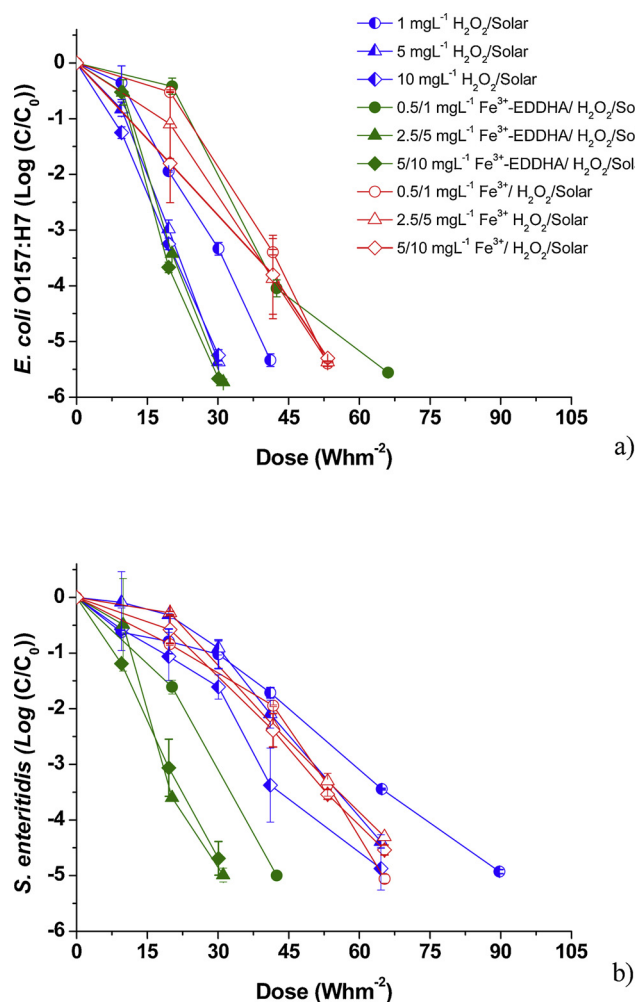 1 mgL⁻¹ H₂O₂/Solar
5 mgL⁻¹ H₂O₂/Solar
10 mgL⁻¹ H₂O₂/Solar
0.5/1 mgL⁻¹ Fe³⁺-EDDHA/ H₂O₂/So
2.5/5 mgL⁻¹ Fe³⁺-EDDHA/ H₂O₂/So
5/10 mgL⁻¹ Fe³⁺-EDDHA/ H₂O₂/Sol
0.5/1 mgL⁻¹ Fe³⁺/ H₂O₂/Solar
2.5/5 mgL⁻¹ Fe³⁺ H₂O₂/Solar
5/10 mgL⁻¹ Fe³⁺/ H₂O₂/Solar
E. coli O157:H7 (Log (C/C₀))
0
-1
-2
-3
-4
-5
-6
0 15 30 45 60 75 90 105
Dose (Whm⁻²)
a)
S. enteritidis (Log (C/C₀))
0
-1
-2
-3
-4
-5
-6
0 15 30 45 60 75 90 105
Dose (Whm⁻²)
b)